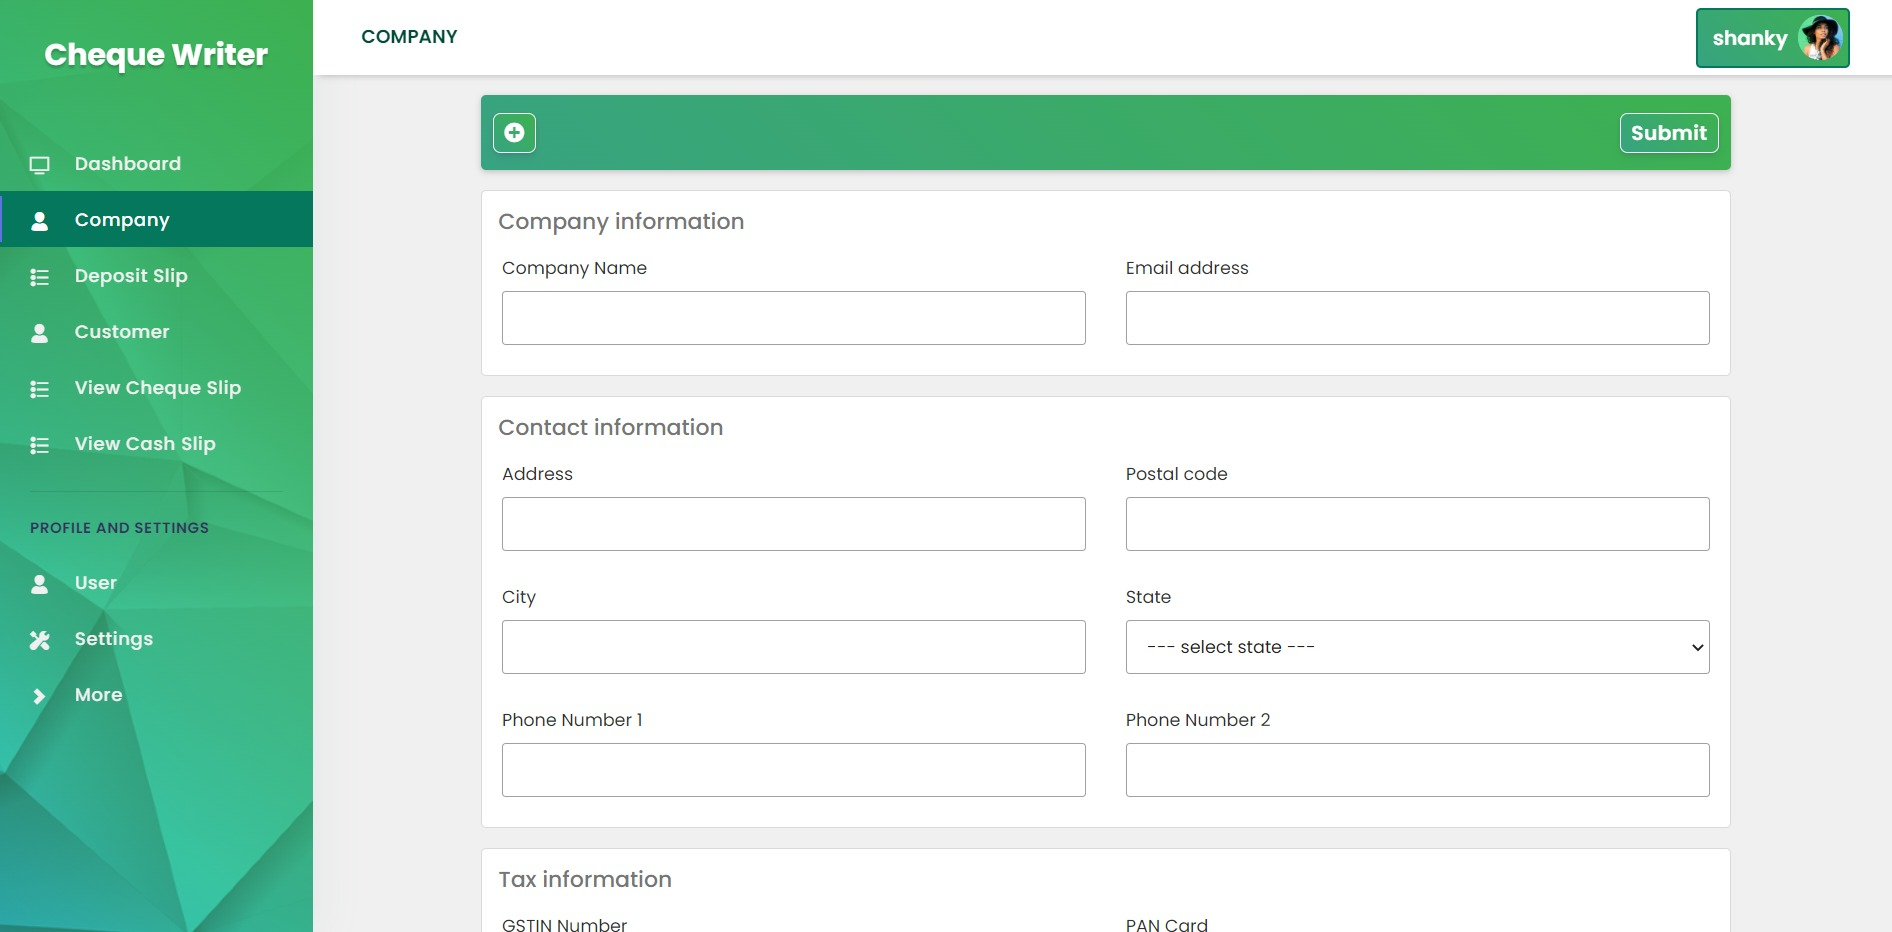 Cheque Writer
Dashboard
Company
Deposit Slip
Customer
View Cheque Slip
View Cash Slip
PROFILE AND SETTINGS
User
Settings
More
COMPANY
shanky
Submit
Company information
Company Name
Email address
Contact information
Address
Postal code
City
State
--- select state ---
Phone Number 1
Phone Number 2
Tax information
GSTIN Number
PAN Card